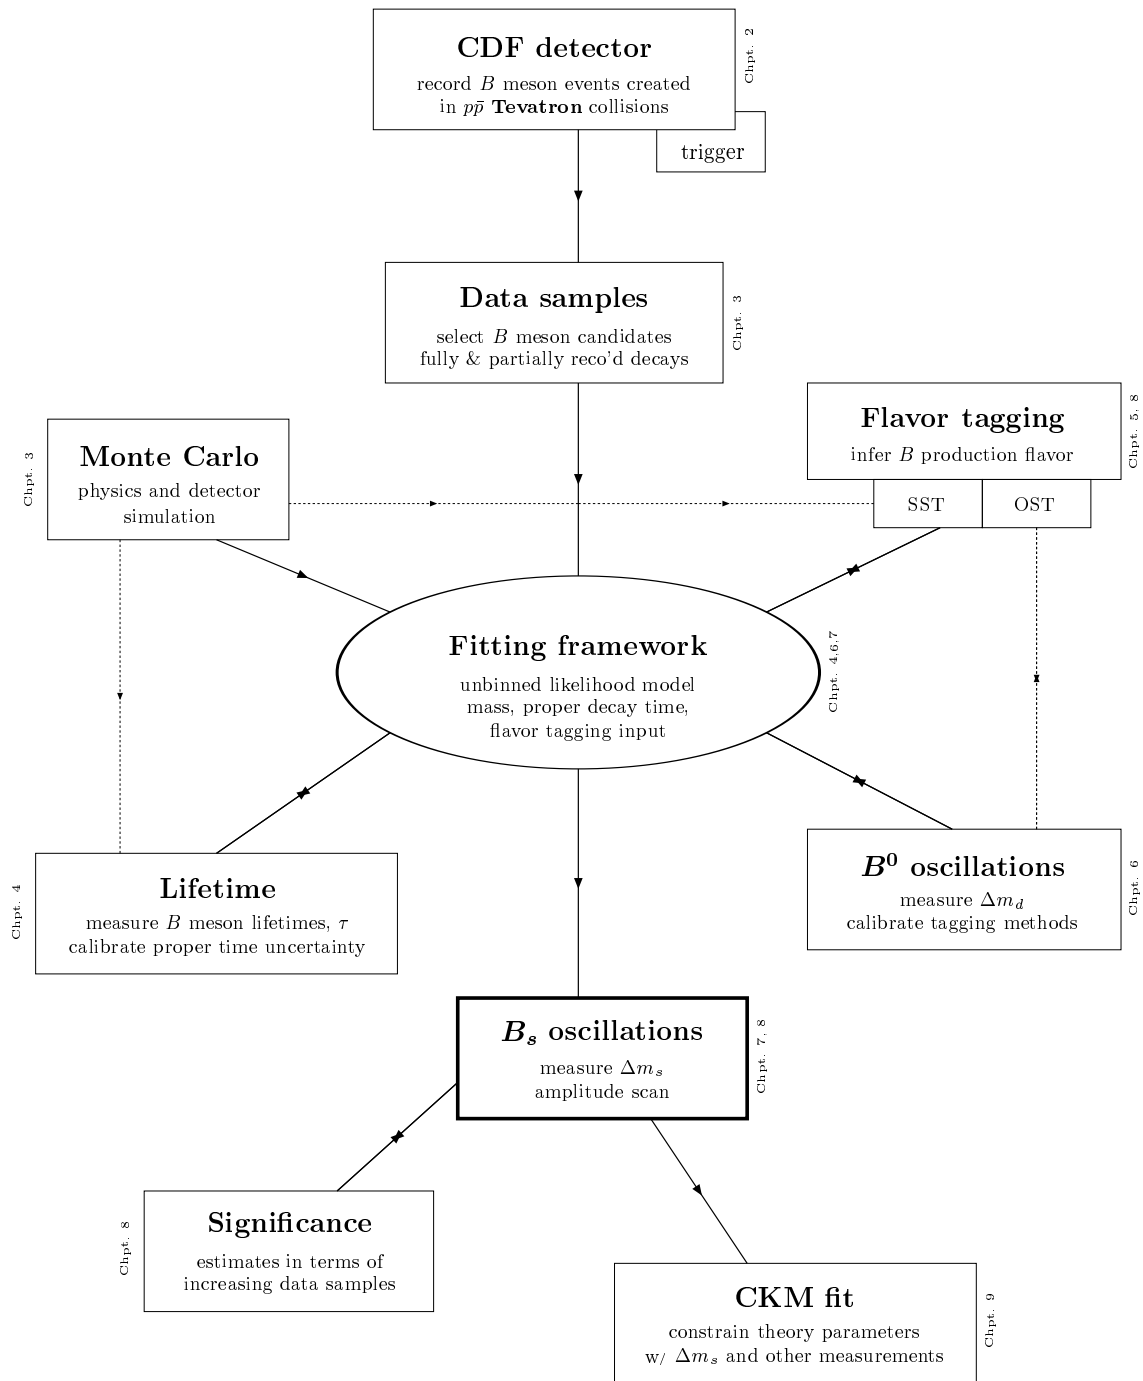 CDF detector
record B meson events created
in pp̄ Tevatron collisions
Chpt. 2
trigger
Data samples
select B meson candidates
fully & partially reco'd decays
Chpt. 3
Monte Carlo
physics and detector
simulation
Chpt. 3
Flavor tagging
infer B production flavor
Chpt. 5, 8
SST
OST
Fitting framework
unbinned likelihood model
mass, proper decay time,
flavor tagging input
Chpt. 4,6,7
Lifetime
measure B meson lifetimes, τ
calibrate proper time uncertainty
Chpt. 4
B⁰ oscillations
measure Δm_d
calibrate tagging methods
Chpt. 6
B_s oscillations
measure Δm_s
amplitude scan
Chpt. 7, 8
Significance
estimates in terms of
increasing data samples
Chpt. 8
CKM fit
constrain theory parameters
w/ Δm_s and other measurements
Chpt. 9